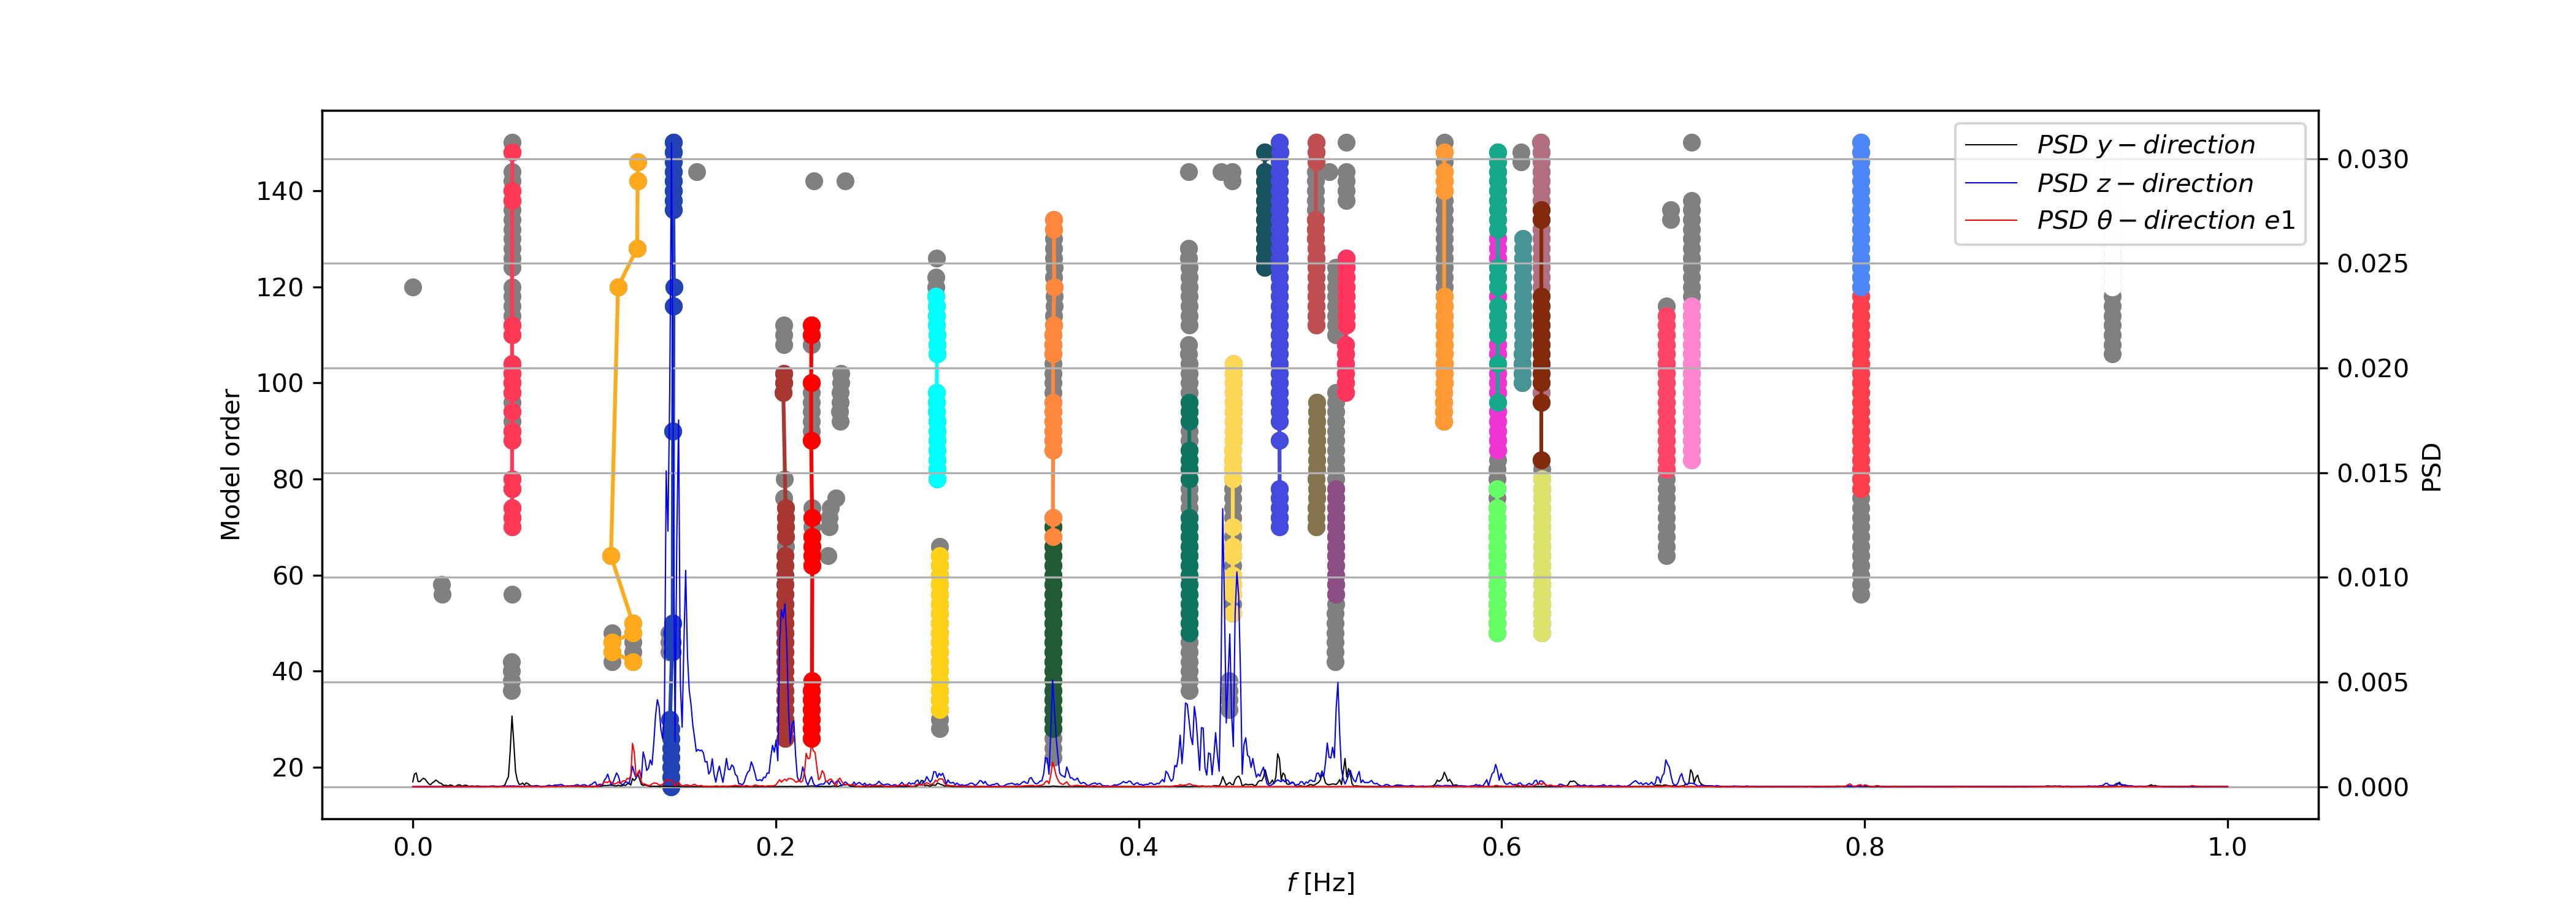 PSD y − direction
PSD z − direction
PSD θ − direction e1
Model order
140
120
100
80
60
40
20
0.030
0.025
0.020
0.015
0.010
0.005
0.000
PSD
0.0 0.2 0.4 0.6 0.8 1.0
f [Hz]